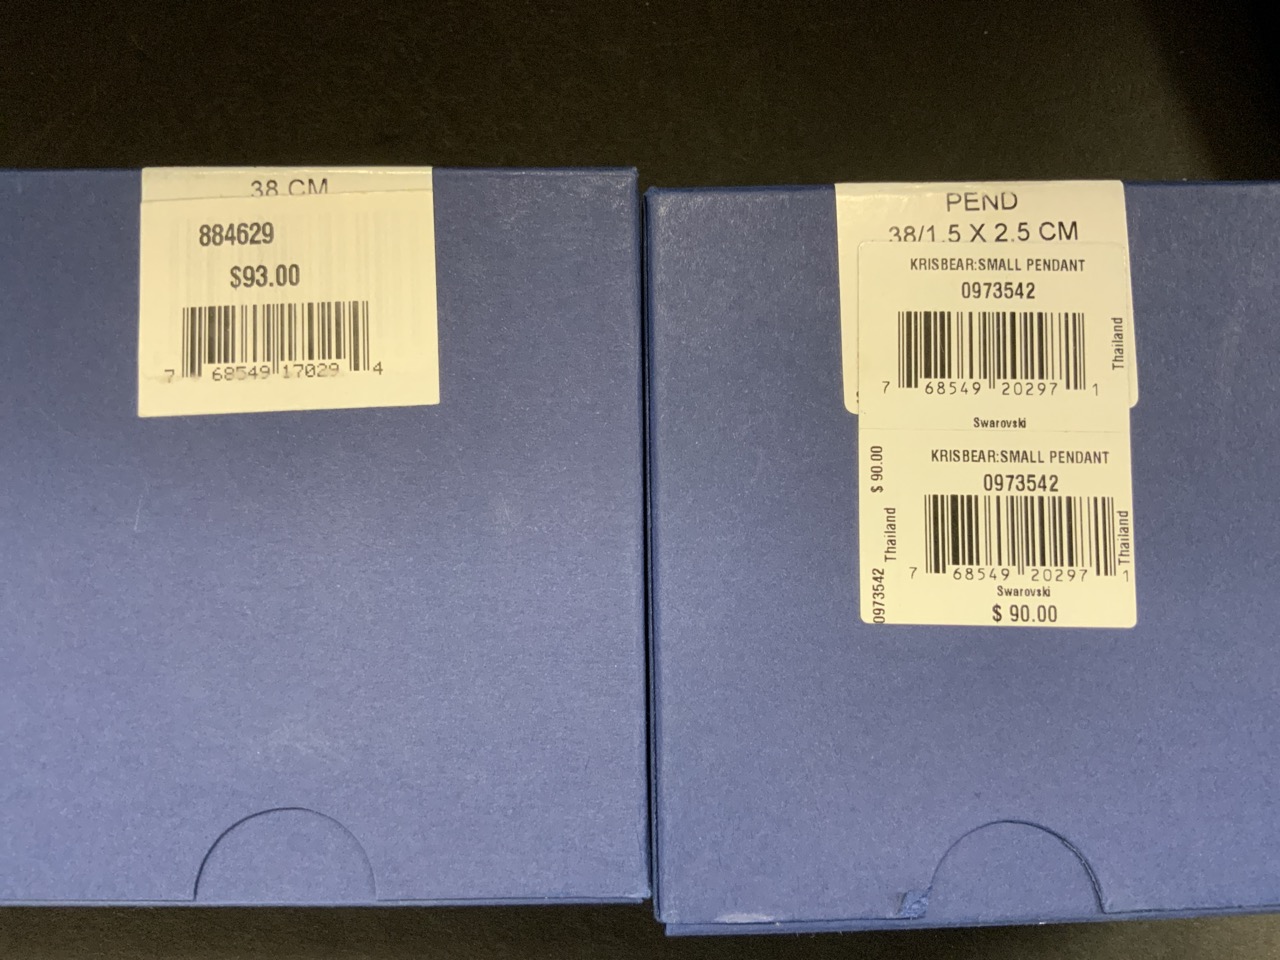 38 CM
884629
$93.00
7 68549 17029 4
PEND
38/1.5 X 2.5 CM
KRISBEAR:SMALL PENDANT
0973542
7 68549 20297 1
Thailand
Swarovski
KRISBEAR:SMALL PENDANT
0973542
7 68549 20297 1
Thailand
Swarovski
$ 90.00
0973542 Thailand $ 90.00